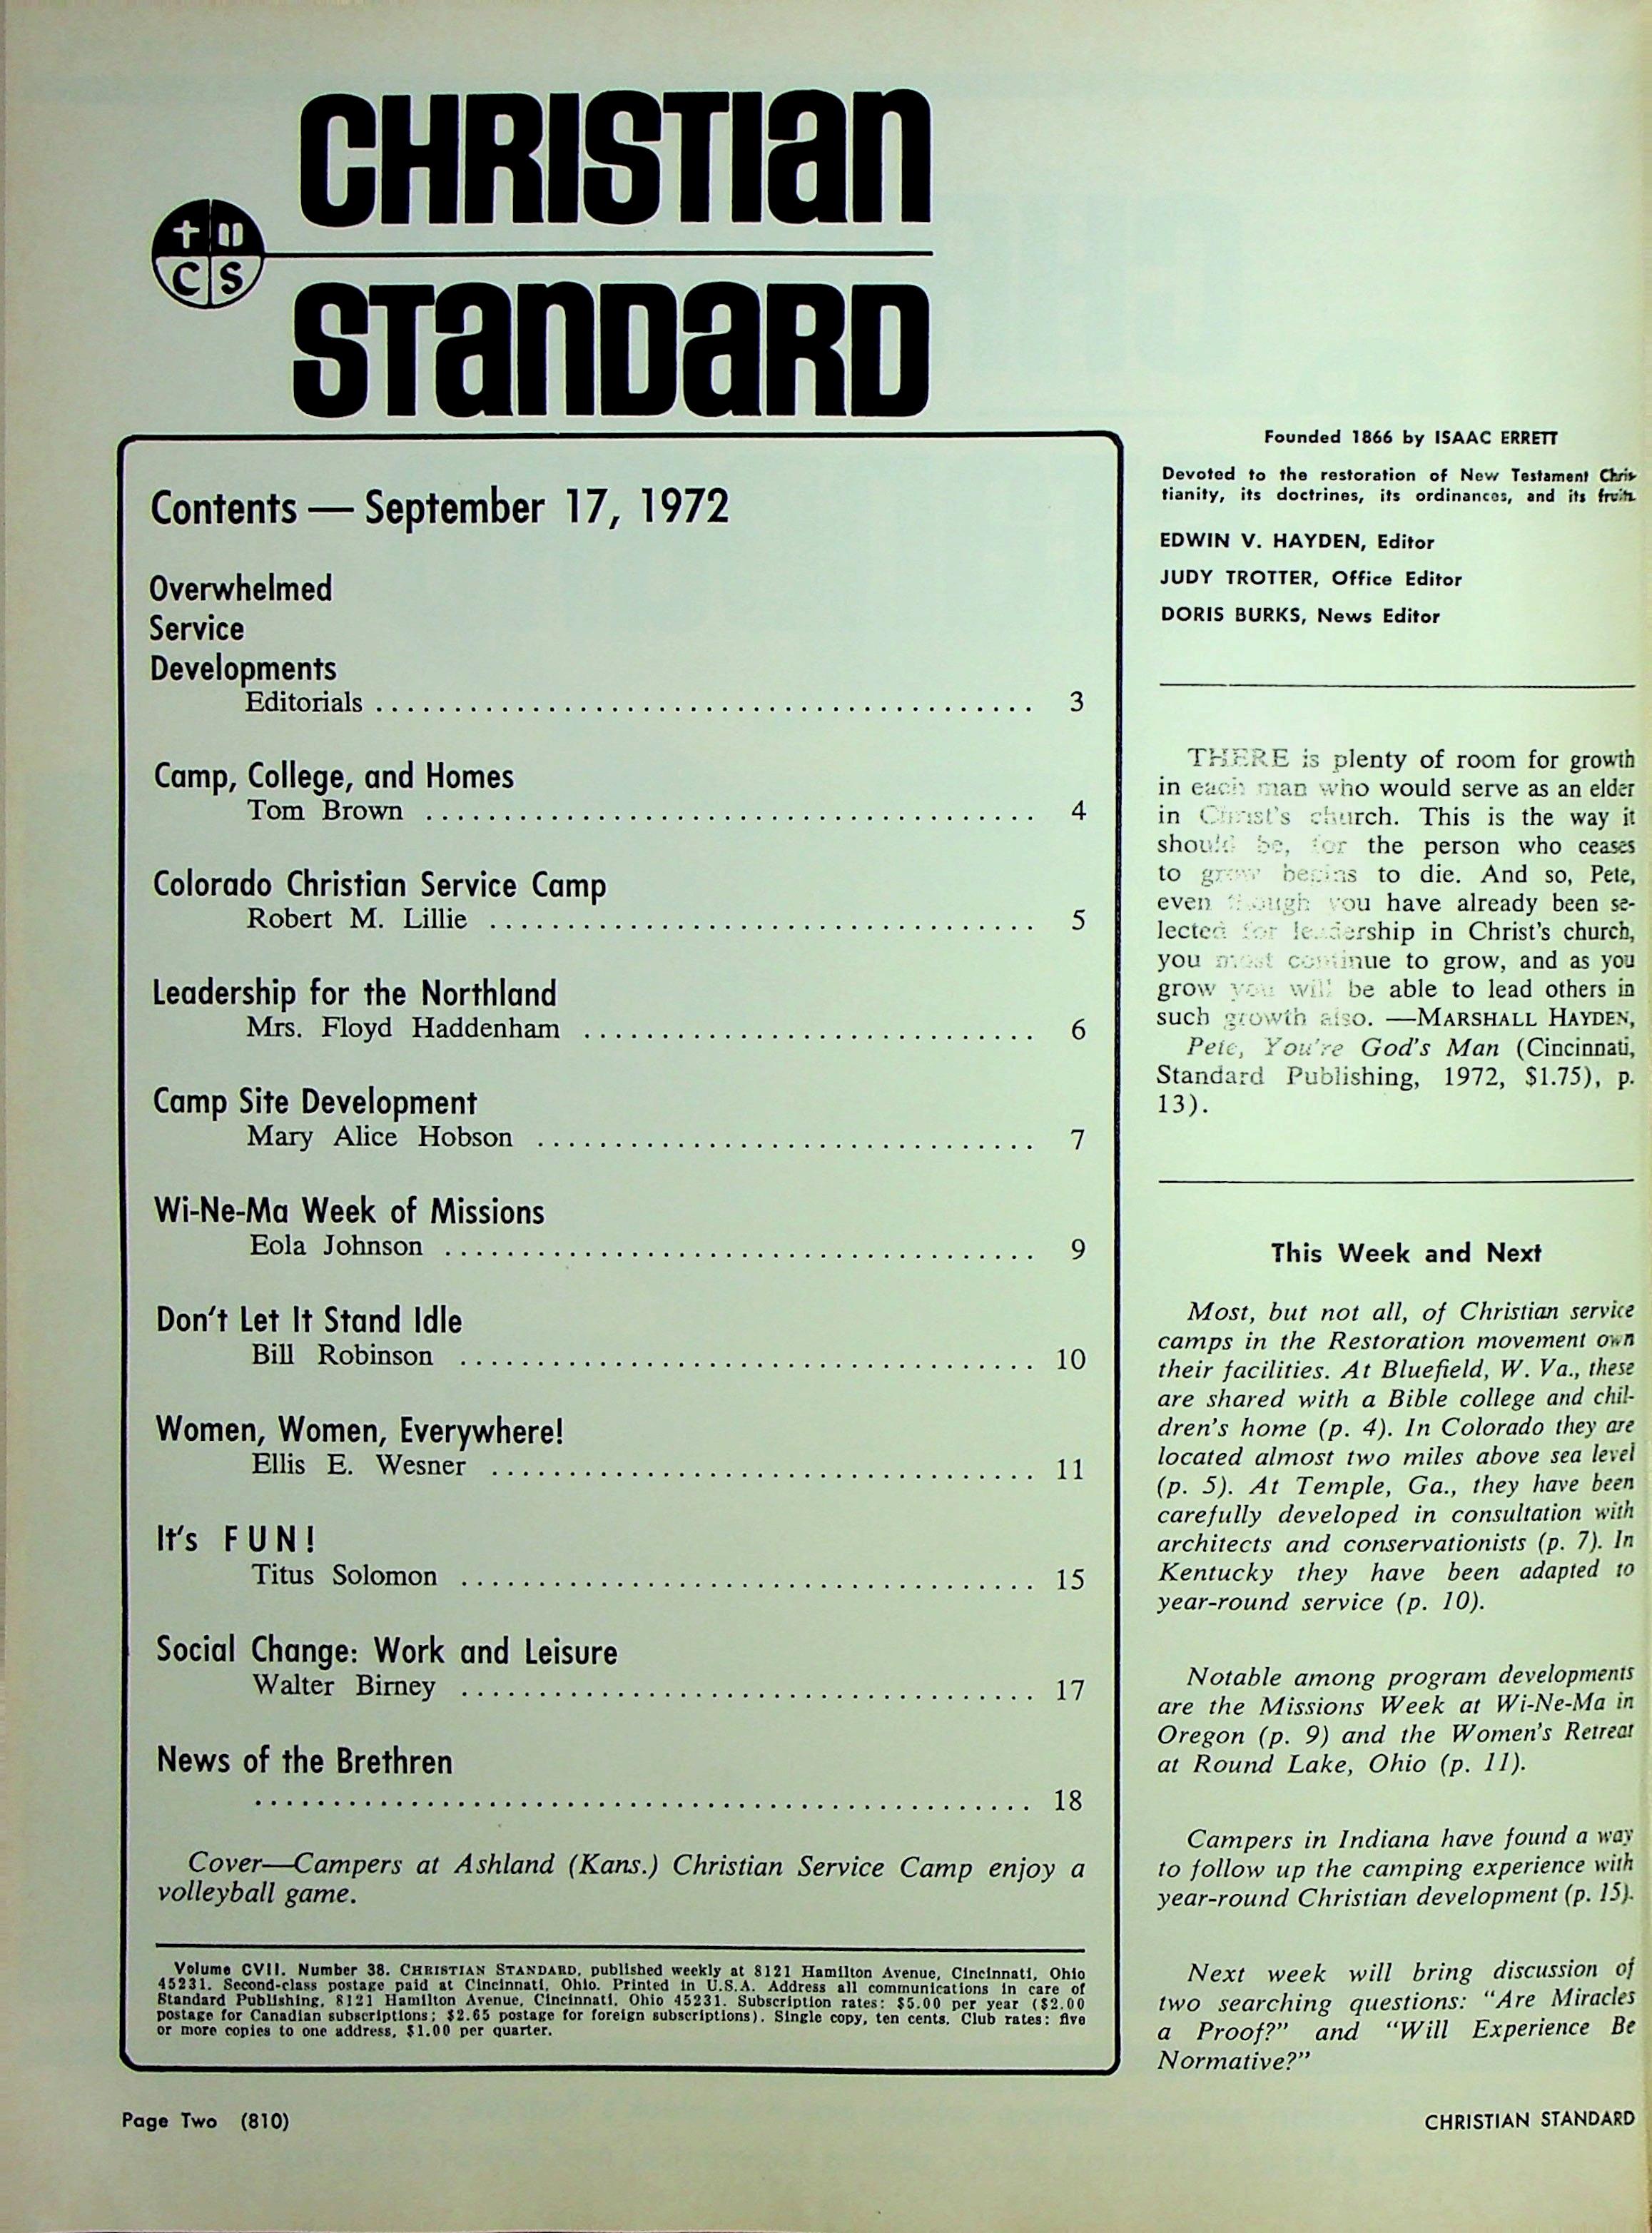 CHRISTIAN
STANDARD
C S
Contents — September 17, 1972
Overwhelmed
Service
Developments
Editorials ........................................... 3
Camp, College, and Homes
Tom Brown ........................................ 4
Colorado Christian Service Camp
Robert M. Lillie .................................... 5
Leadership for the Northland
Mrs. Floyd Haddenham .............................. 6
Camp Site Development
Mary Alice Hobson ................................. 7
Wi-Ne-Ma Week of Missions
Eola Johnson ....................................... 9
Don't Let It Stand Idle
Bill Robinson ...................................... 10
Women, Women, Everywhere!
Ellis E. Wesner .................................... 11
It's FUN!
Titus Solomon ...................................... 15
Social Change: Work and Leisure
Walter Birney ...................................... 17
News of the Brethren
................................................... 18
Cover—Campers at Ashland (Kans.) Christian Service Camp enjoy a
volleyball game.
Volume CVII. Number 38. CHRISTIAN STANDARD, published weekly at 8121 Hamilton Avenue, Cincinnati, Ohio
45231. Second-class postage paid at Cincinnati, Ohio. Printed in U.S.A. Address all communications in care of
Standard Publishing, 8121 Hamilton Avenue, Cincinnati, Ohio 45231. Subscription rates: $5.00 per year ($2.00
postage for Canadian subscriptions; $2.65 postage for foreign subscriptions). Single copy, ten cents. Club rates: five
or more copies to one address, $1.00 per quarter.
Founded 1866 by ISAAC ERRETT
Devoted to the restoration of New Testament Chris-
tianity, its doctrines, its ordinances, and its fruits.
EDWIN V. HAYDEN, Editor
JUDY TROTTER, Office Editor
DORIS BURKS, News Editor
THERE is plenty of room for growth
in each man who would serve as an elder
in Christ's church. This is the way it
should be, for the person who ceases
to grow begins to die. And so, Pete,
even though you have already been se-
lected for leadership in Christ's church,
you must continue to grow, and as you
grow you will be able to lead others in
such growth also. —MARSHALL HAYDEN,
Pete, You're God's Man (Cincinnati,
Standard Publishing, 1972, $1.75), p.
13).
This Week and Next
Most, but not all, of Christian service
camps in the Restoration movement own
their facilities. At Bluefield, W. Va., these
are shared with a Bible college and chil-
dren's home (p. 4). In Colorado they are
located almost two miles above sea level
(p. 5). At Temple, Ga., they have been
carefully developed in consultation with
architects and conservationists (p. 7). In
Kentucky they have been adapted to
year-round service (p. 10).
Notable among program developments
are the Missions Week at Wi-Ne-Ma in
Oregon (p. 9) and the Women's Retreat
at Round Lake, Ohio (p. 11).
Campers in Indiana have found a way
to follow up the camping experience with
year-round Christian development (p. 15).
Next week will bring discussion of
two searching questions: "Are Miracles
a Proof?" and "Will Experience Be
Normative?"
Page Two (810)
CHRISTIAN STANDARD